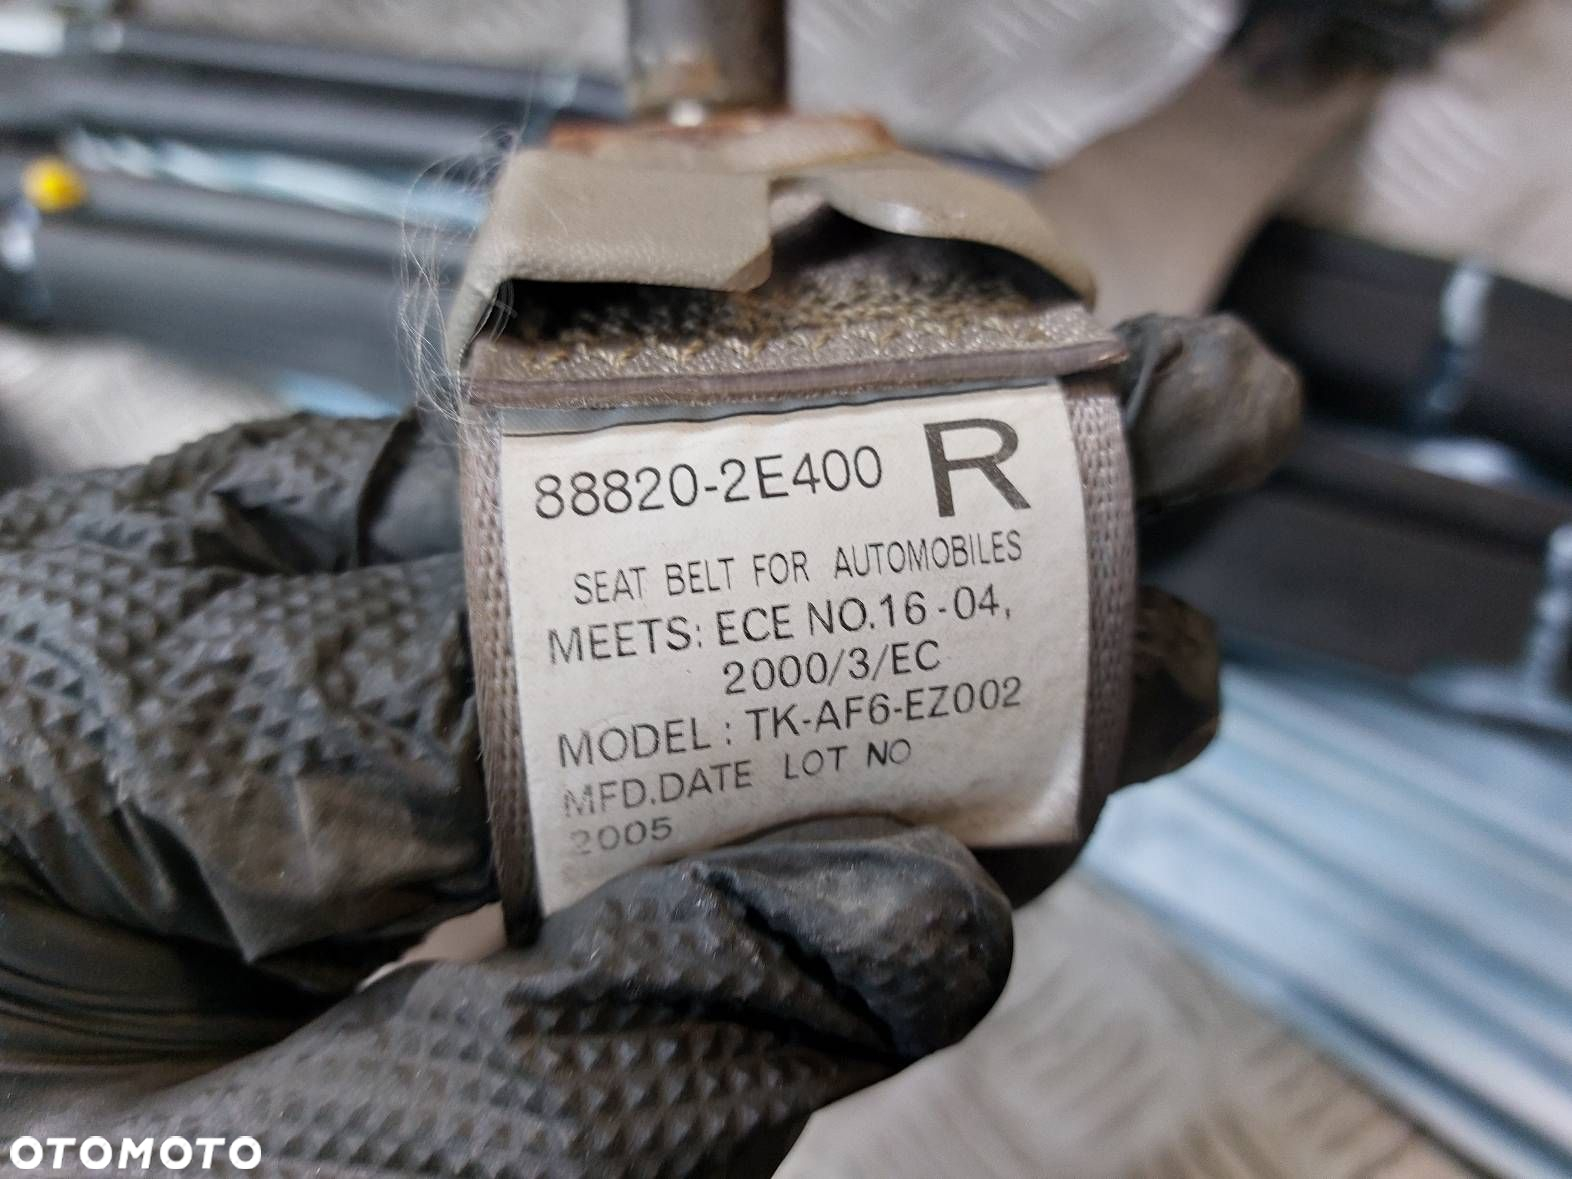 88820-2E400 R
SEAT BELT FOR AUTOMOBILES
MEETS: ECE NO.16-04,
2000/3/EC
MODEL: TK-AF6-EZ002
MFD.DATE LOT NO
2005
OTOMOTO